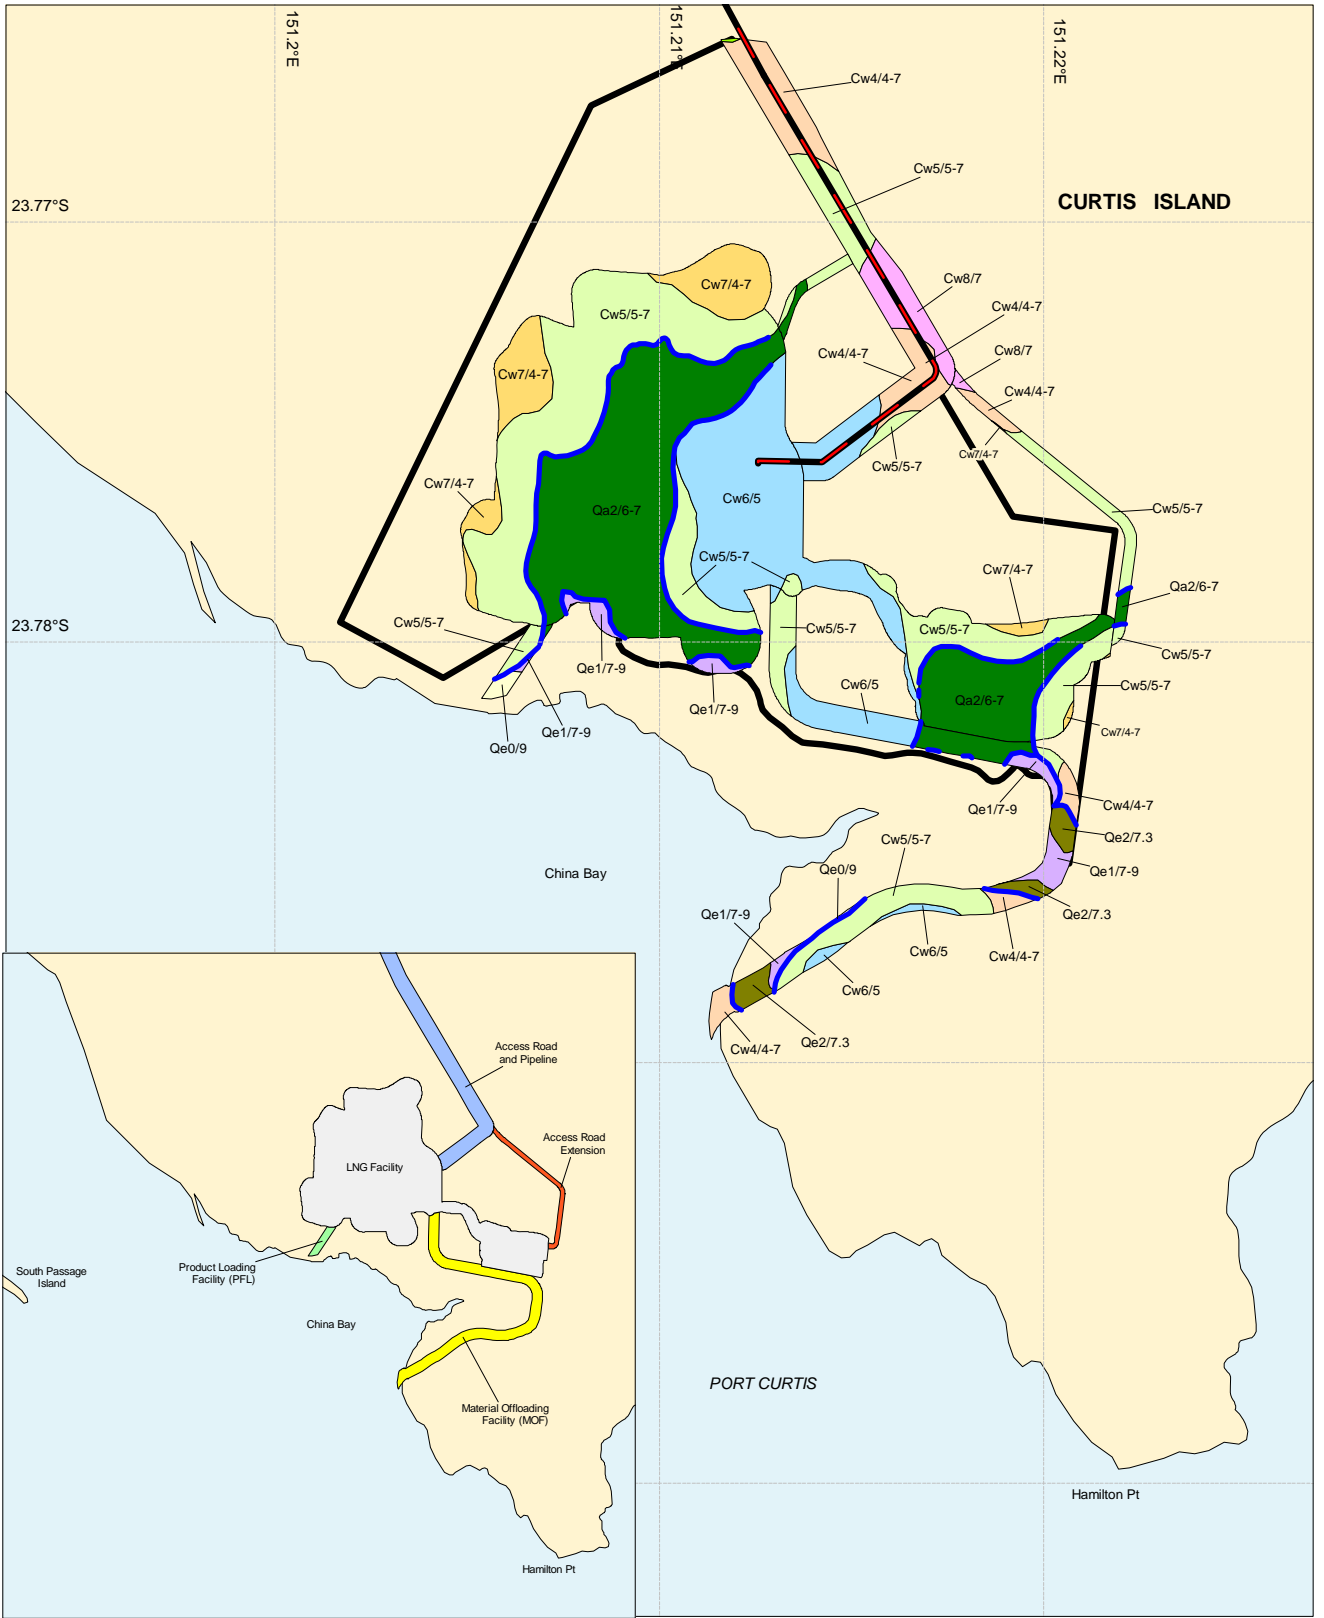 151.2°E
151.21°E
151.22°E
Cw4/4-7
Cw5/5-7
23.77°S
CURTIS ISLAND
Cw7/4-7
Cw8/7
Cw5/5-7
Cw4/4-7
Cw4/4-7
Cw8/7
Cw7/4-7
Cw4/4-7
Cw7/4-7
Cw5/5-7
Cw7/4-7
Cw6/5
Qa2/6-7
Cw5/5-7
Cw5/5-7
Cw7/4-7
Qa2/6-7
23.78°S
Cw5/5-7
Cw5/5-7
Cw5/5-7
Cw5/5-7
Qe1/7-9
Cw5/5-7
Cw6/5
Qa2/6-7
Qe1/7-9
Cw7/4-7
Qe1/7-9
Qe0/9
Qe1/7-9
Cw4/4-7
Cw5/5-7
Qe2/7.3
China Bay
Qe0/9
Qe1/7-9
Qe1/7-9
Qe2/7.3
Cw6/5
Cw4/4-7
Cw6/5
Qe2/7.3
Cw4/4-7
Access Road
and Pipeline
Access Road
Extension
LNG Facility
South Passage
Island
Product Loading
Facility (PFL)
China Bay
Material Offloading
Facility (MOF)
Hamilton Pt
PORT CURTIS
Hamilton Pt